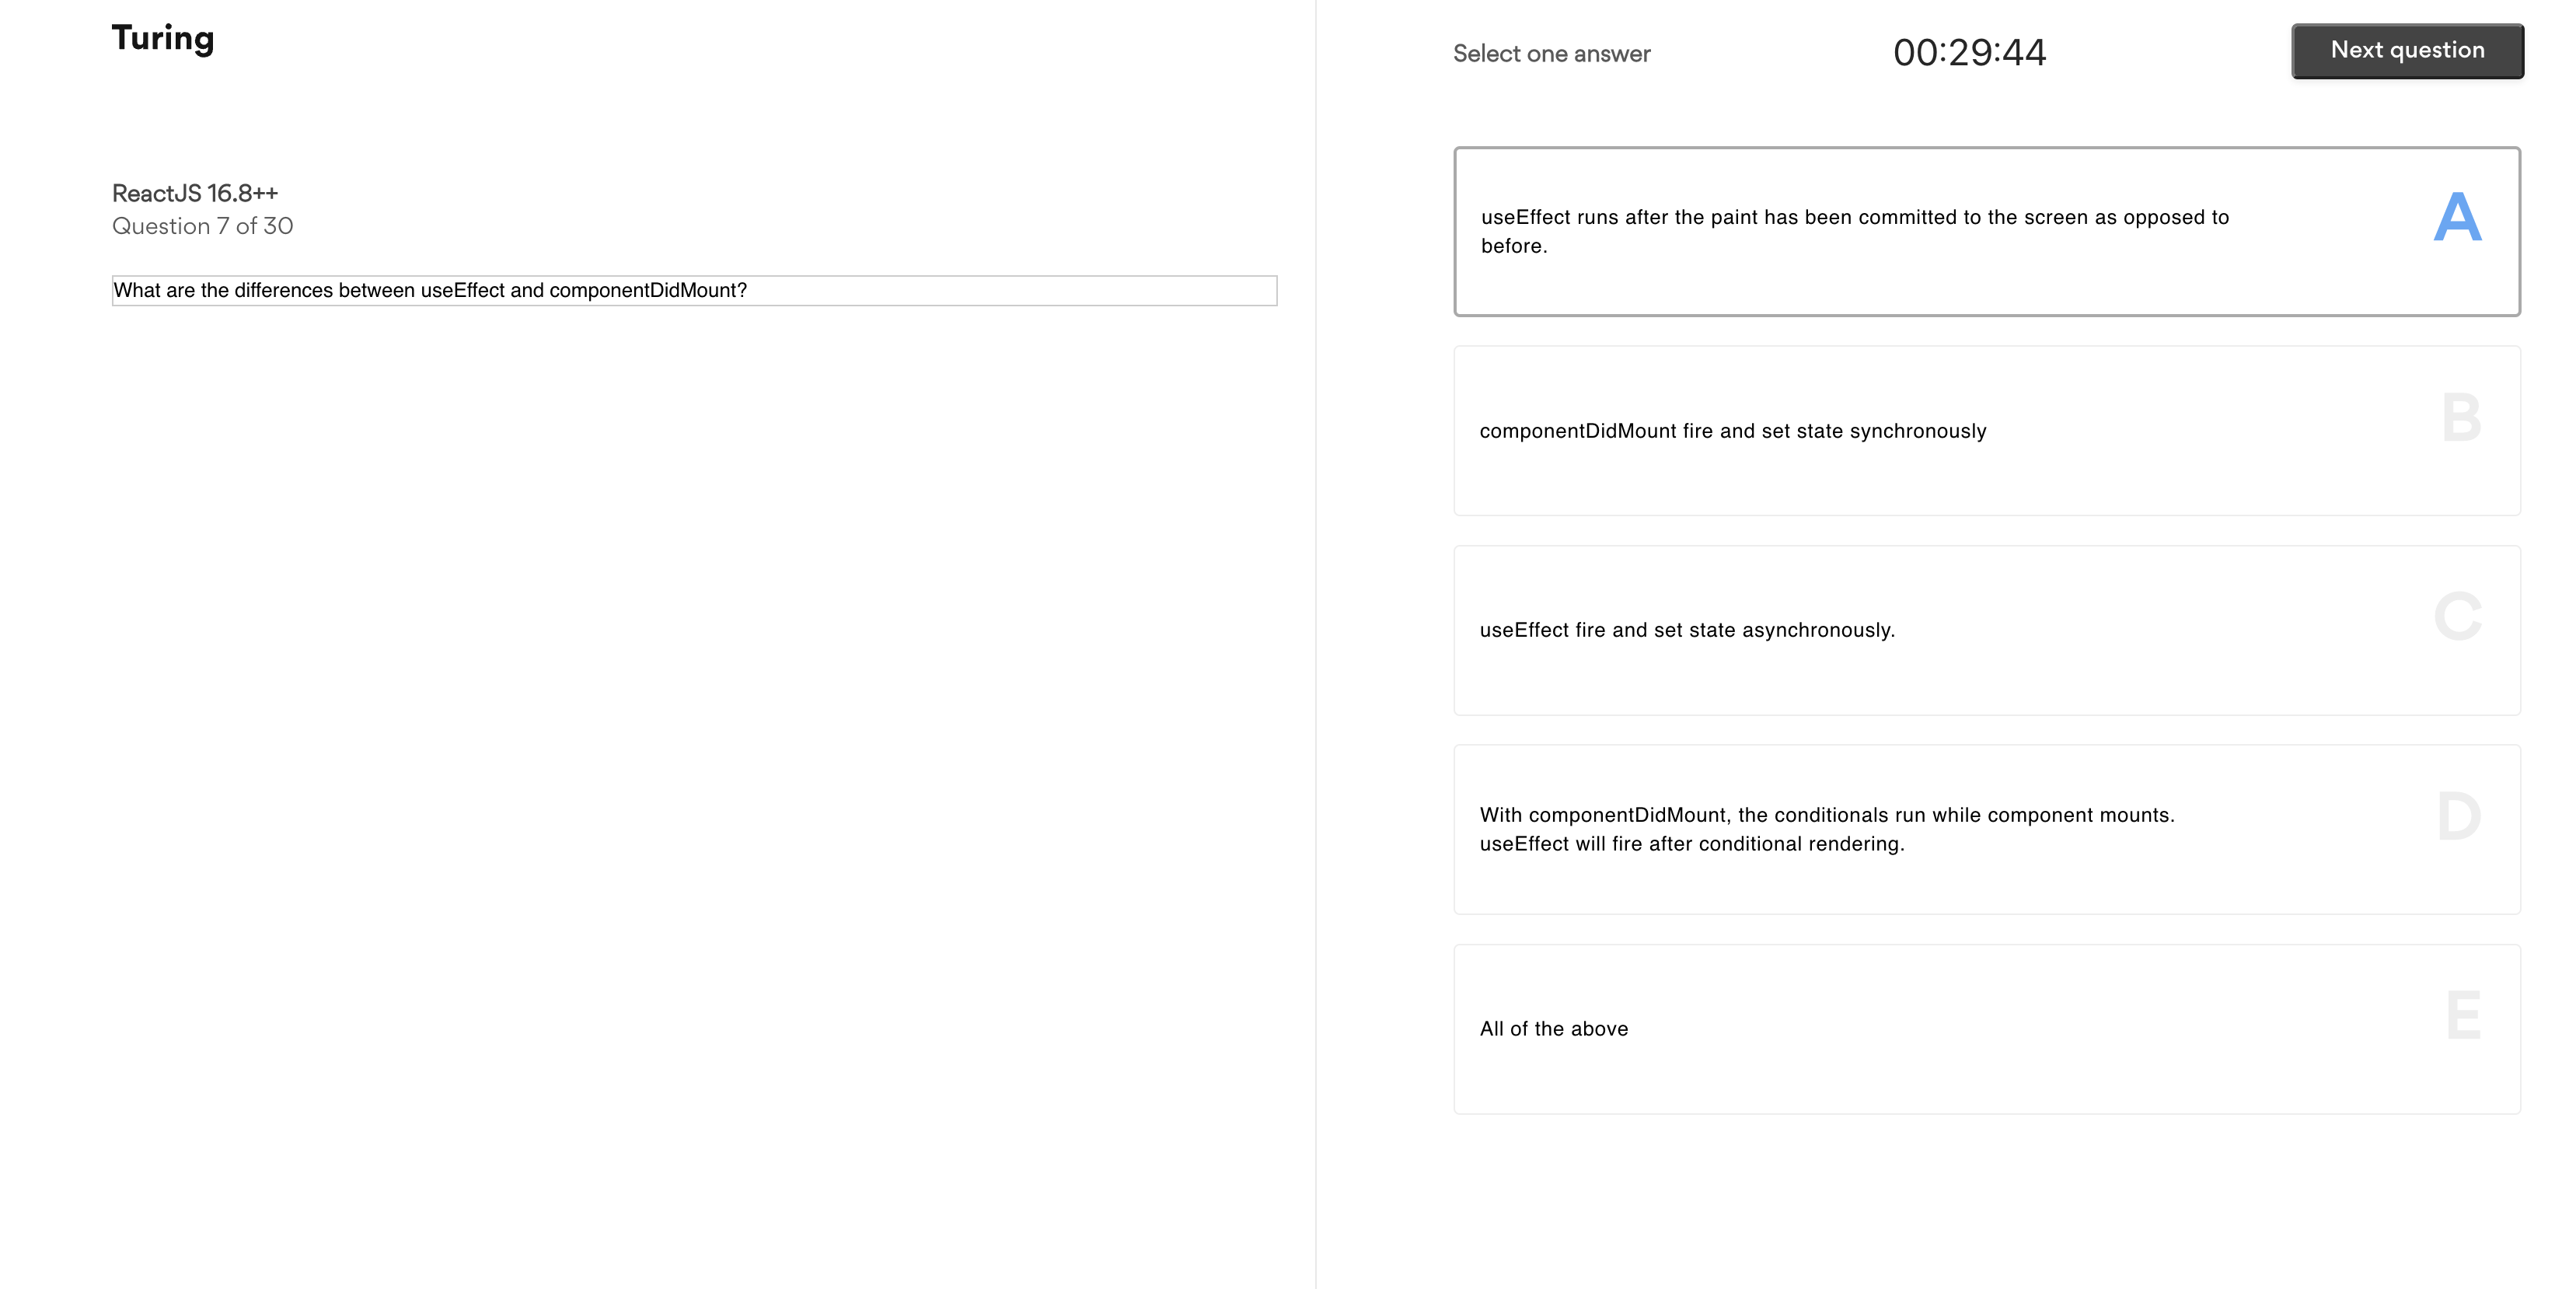 Turing
Select one answer
00:29:44
Next question
ReactJS 16.8++
Question 7 of 30
What are the differences between useEffect and componentDidMount?
useEffect runs after the paint has been committed to the screen as opposed to
before.
A
componentDidMount fire and set state synchronously
B
useEffect fire and set state asynchronously.
C
With componentDidMount, the conditionals run while component mounts.
useEffect will fire after conditional rendering.
D
All of the above
E